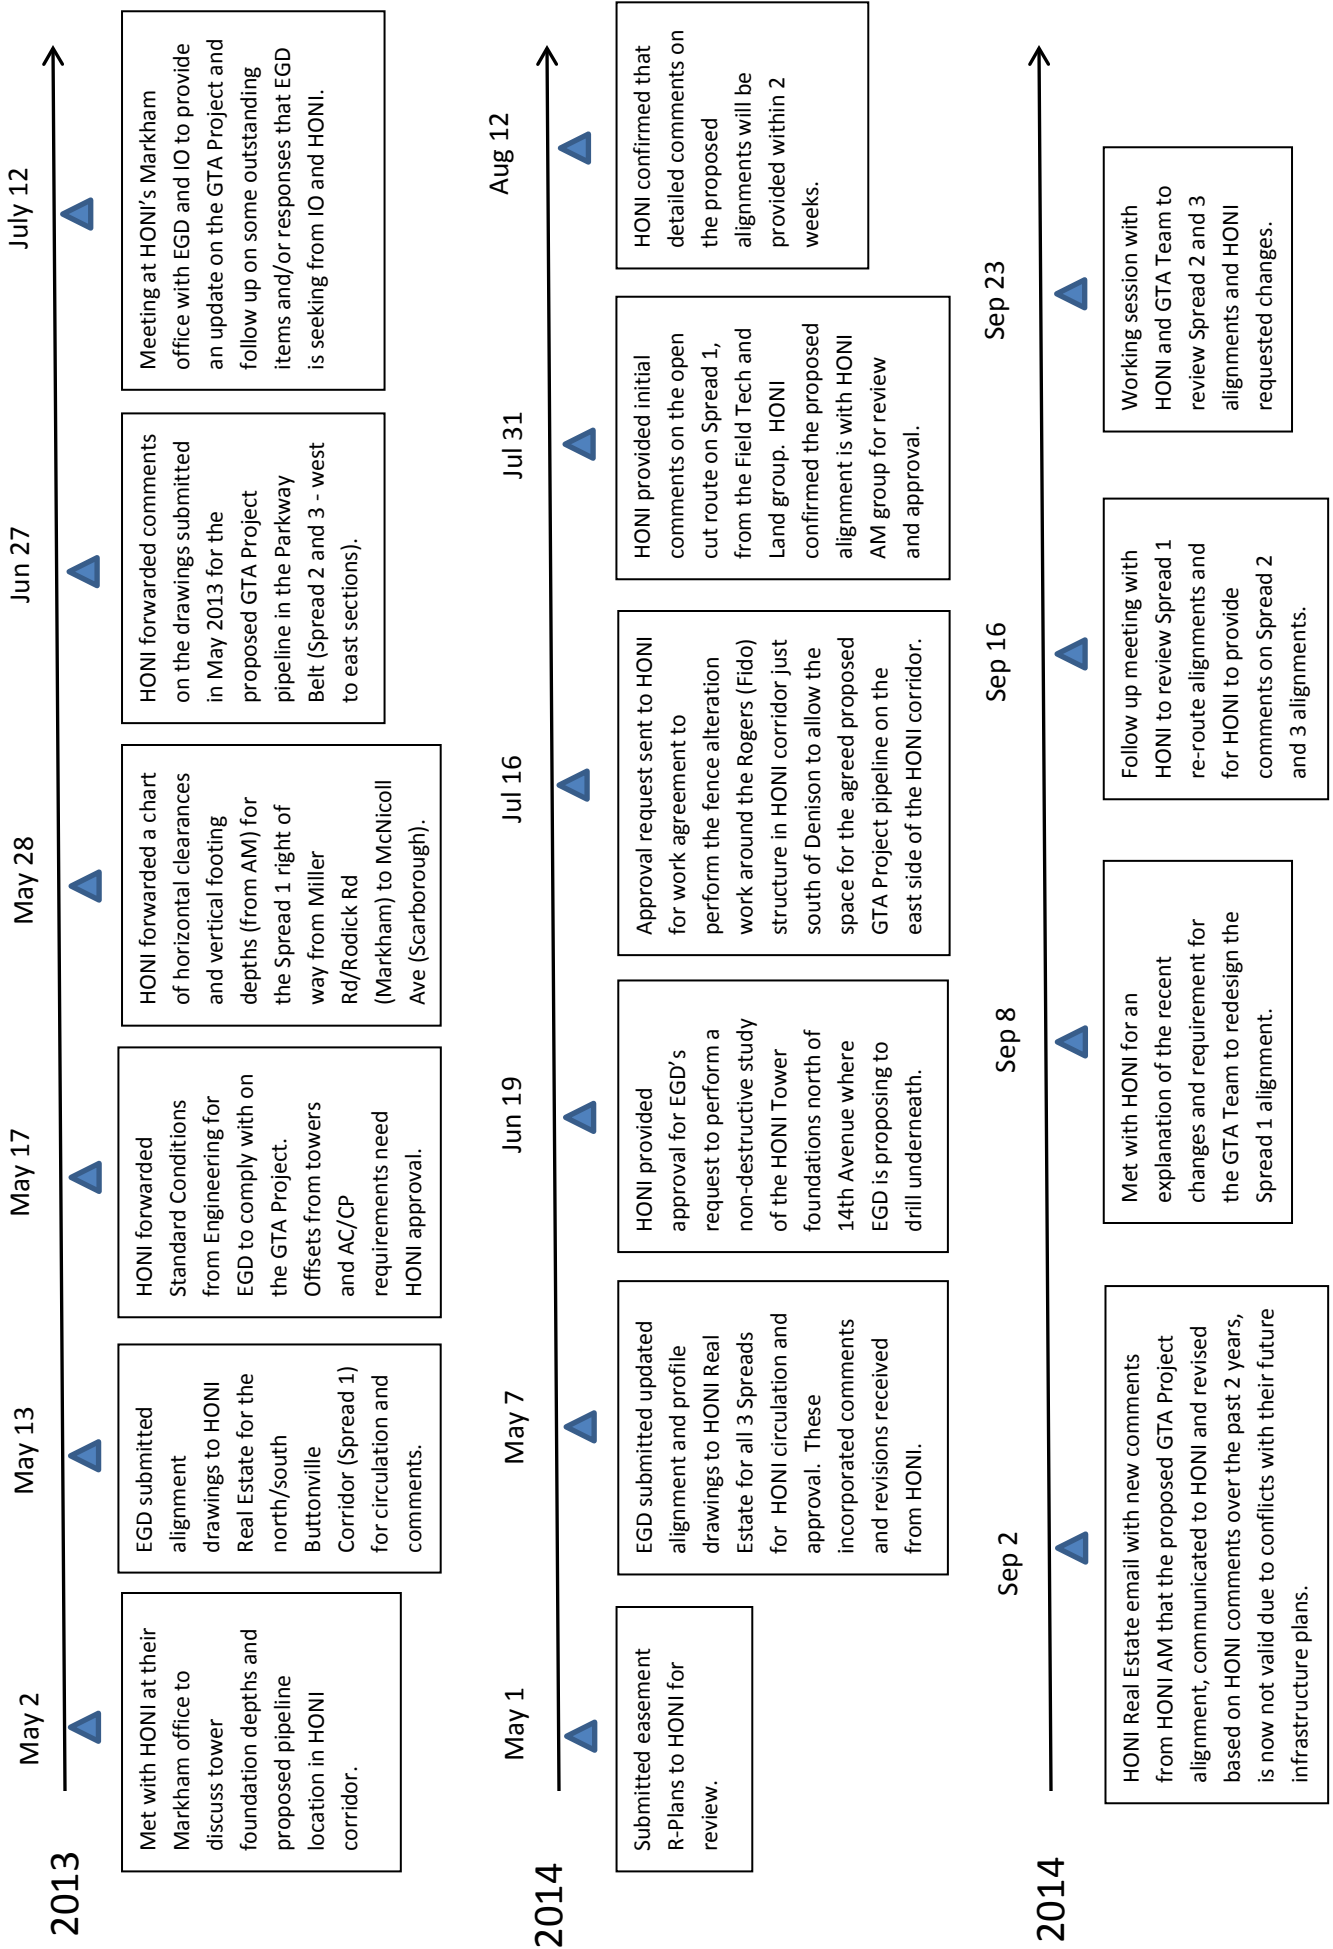 2013
May 2
Met with HONI at their
Markham office to
discuss tower
foundation depths and
proposed pipeline
location in HONI
corridor.
May 13
EGD submitted
alignment
drawings to HONI
Real Estate for the
north/south
Buttonville
Corridor (Spread 1)
for circulation and
comments.
May 17
HONI forwarded
Standard Conditions
from Engineering for
EGD to comply with on
the GTA Project.
Offsets from towers
and AC/CP
requirements need
HONI approval.
May 28
HONI forwarded a chart
of horizontal clearances
and vertical footing
depths (from AM) for
the Spread 1 right of
way from Miller
Rd/Rodick Rd
(Markham) to McNicoll
Ave (Scarborough).
Jun 27
HONI forwarded comments
on the drawings submitted
in May 2013 for the
proposed GTA Project
pipeline in the Parkway
Belt (Spread 2 and 3 - west
to east sections).
July 12
Meeting at HONI’s Markham
office with EGD and IO to provide
an update on the GTA Project and
follow up on some outstanding
items and/or responses that EGD
is seeking from IO and HONI.
2014
May 1
Submitted easement
R-Plans to HONI for
review.
May 7
EGD submitted updated
alignment and profile
drawings to HONI Real
Estate for all 3 Spreads
for HONI circulation and
approval. These
incorporated comments
and revisions received
from HONI.
Jun 19
HONI provided
approval for EGD’s
request to perform a
non-destructive study
of the HONI Tower
foundations north of
14th Avenue where
EGD is proposing to
drill underneath.
Jul 16
Approval request sent to HONI
for work agreement to
perform the fence alteration
work around the Rogers (Fido)
structure in HONI corridor just
south of Denison to allow the
space for the agreed proposed
GTA Project pipeline on the
east side of the HONI corridor.
Jul 31
HONI provided initial
comments on the open
cut route on Spread 1,
from the Field Tech and
Land group. HONI
confirmed the proposed
alignment is with HONI
AM group for review
and approval.
Aug 12
HONI confirmed that
detailed comments on
the proposed
alignments will be
provided within 2
weeks.
2014
Sep 2
HONI Real Estate email with new comments
from HONI AM that the proposed GTA Project
alignment, communicated to HONI and revised
based on HONI comments over the past 2 years,
is now not valid due to conflicts with their future
infrastructure plans.
Sep 8
Met with HONI for an
explanation of the recent
changes and requirement for
the GTA Team to redesign the
Spread 1 alignment.
Sep 16
Follow up meeting with
HONI to review Spread 1
re-route alignments and
for HONI to provide
comments on Spread 2
and 3 alignments.
Sep 23
Working session with
HONI and GTA Team to
review Spread 2 and 3
alignments and HONI
requested changes.